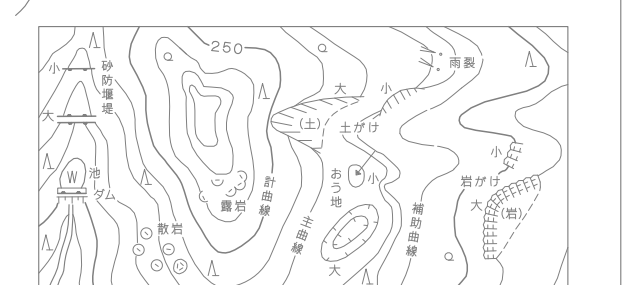 250
雨裂
小
砂防堰堤
大
小
大
(土)
土がけ
小
W
池
ダム
おう地
小
岩がけ
大
(岩)
露岩
計曲線
主曲線
補助曲線
散岩
大